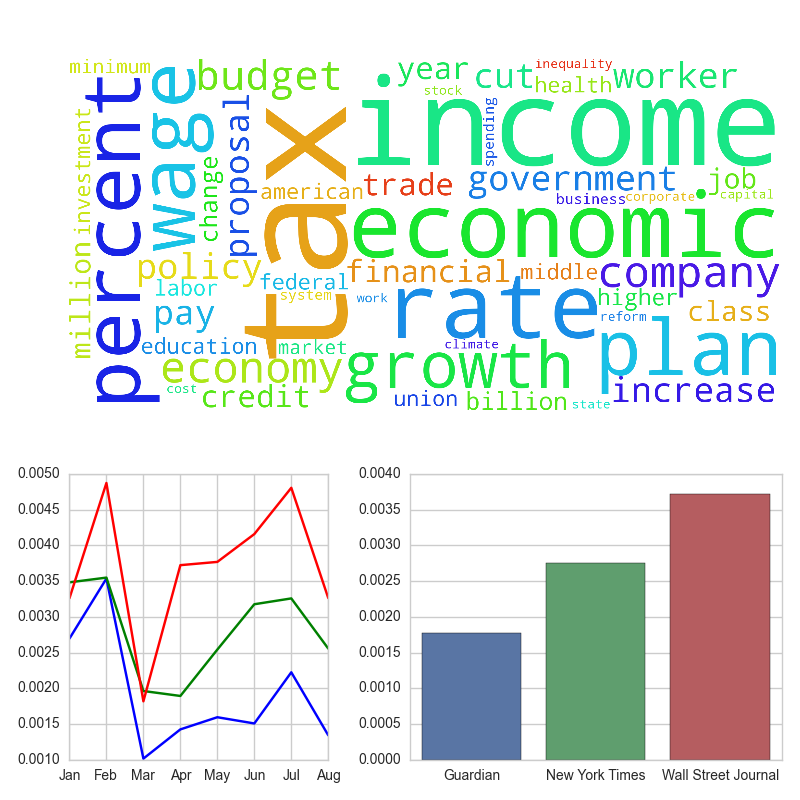 minimum
budget
year
cut
inequality
worker
stock
health
income
percent
wage
investment
change
proposal
tax
spending
american
trade
government
job
business
corporate
capital
economic
million
policy
federal
financial
middle
company
labor
system
work
rate
higher
class
pay
reform
education
market
climate
plan
economy
growth
increase
cost
credit
union
billion
state
0.0050
0.0045
0.0040
0.0035
0.0030
0.0025
0.0020
0.0015
0.0010
Jan Feb Mar Apr May Jun Jul Aug
0.0040
0.0035
0.0030
0.0025
0.0020
0.0015
0.0010
0.0005
0.0000
Guardian New York Times Wall Street Journal